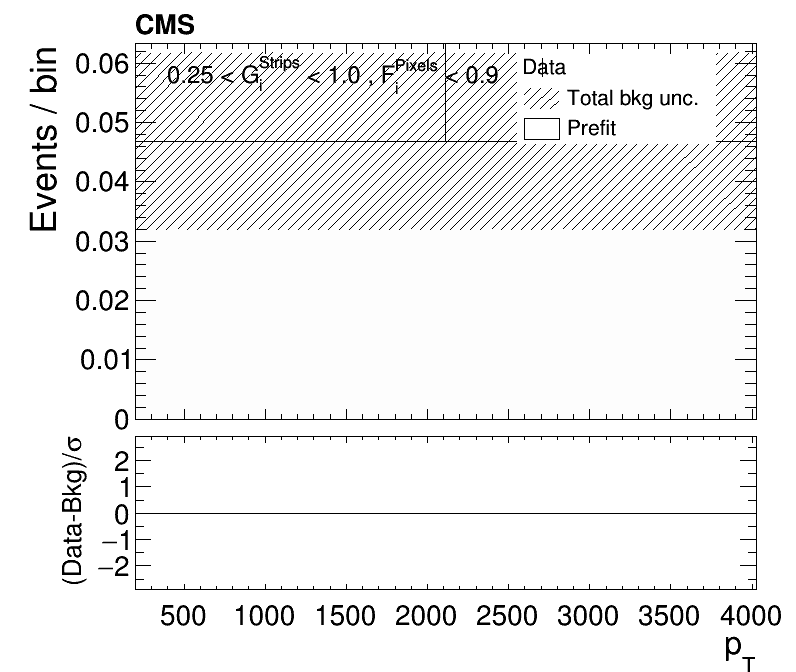 CMS
Events / bin
0.06
0.05
0.04
0.03
0.02
0.01
0
0.25 < G_i^Strips < 1.0 , F_i^Pixels < 0.9
Data
Total bkg unc.
Prefit
(Data-Bkg)/σ
2
1
0
−1
−2
500 1000 1500 2000 2500 3000 3500 4000
p_T